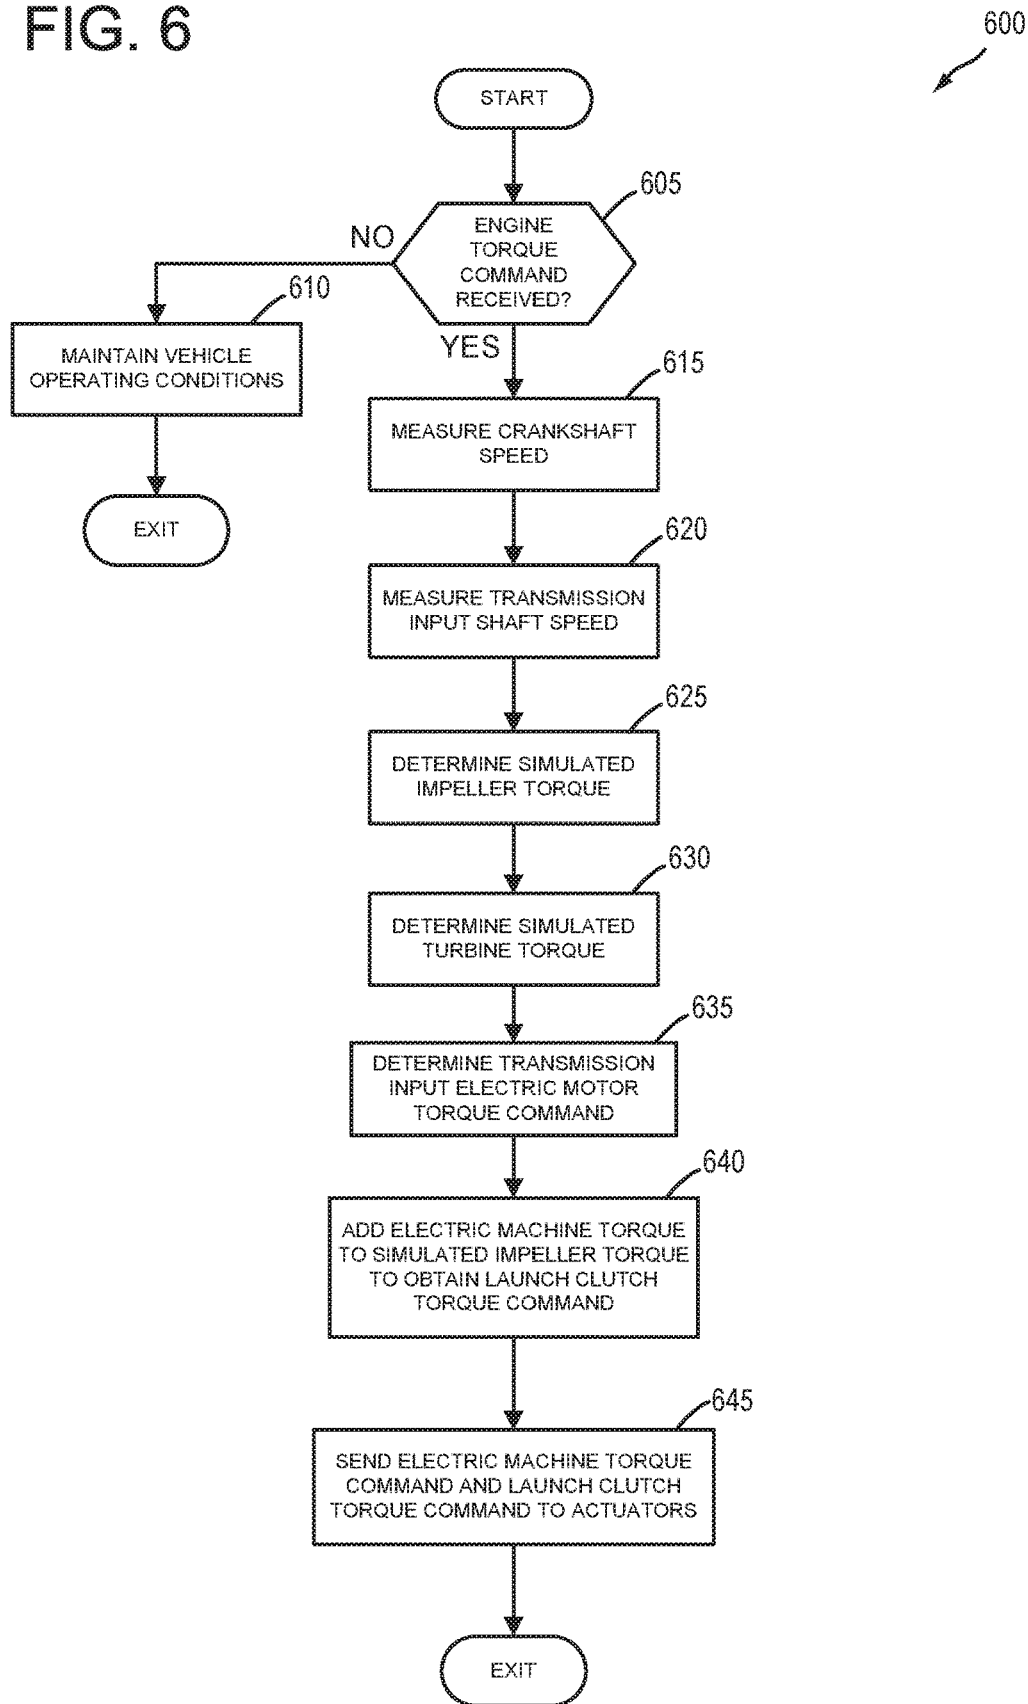 FIG. 6
600
START
605
ENGINE
TORQUE
COMMAND
RECEIVED?
NO
610
MAINTAIN VEHICLE
OPERATING CONDITIONS
EXIT
YES
615
MEASURE CRANKSHAFT
SPEED
620
MEASURE TRANSMISSION
INPUT SHAFT SPEED
625
DETERMINE SIMULATED
IMPELLER TORQUE
630
DETERMINE SIMULATED
TURBINE TORQUE
635
DETERMINE TRANSMISSION
INPUT ELECTRIC MOTOR
TORQUE COMMAND
640
ADD ELECTRIC MACHINE TORQUE
TO SIMULATED IMPELLER TORQUE
TO OBTAIN LAUNCH CLUTCH
TORQUE COMMAND
645
SEND ELECTRIC MACHINE TORQUE
COMMAND AND LAUNCH CLUTCH
TORQUE COMMAND TO ACTUATORS
EXIT